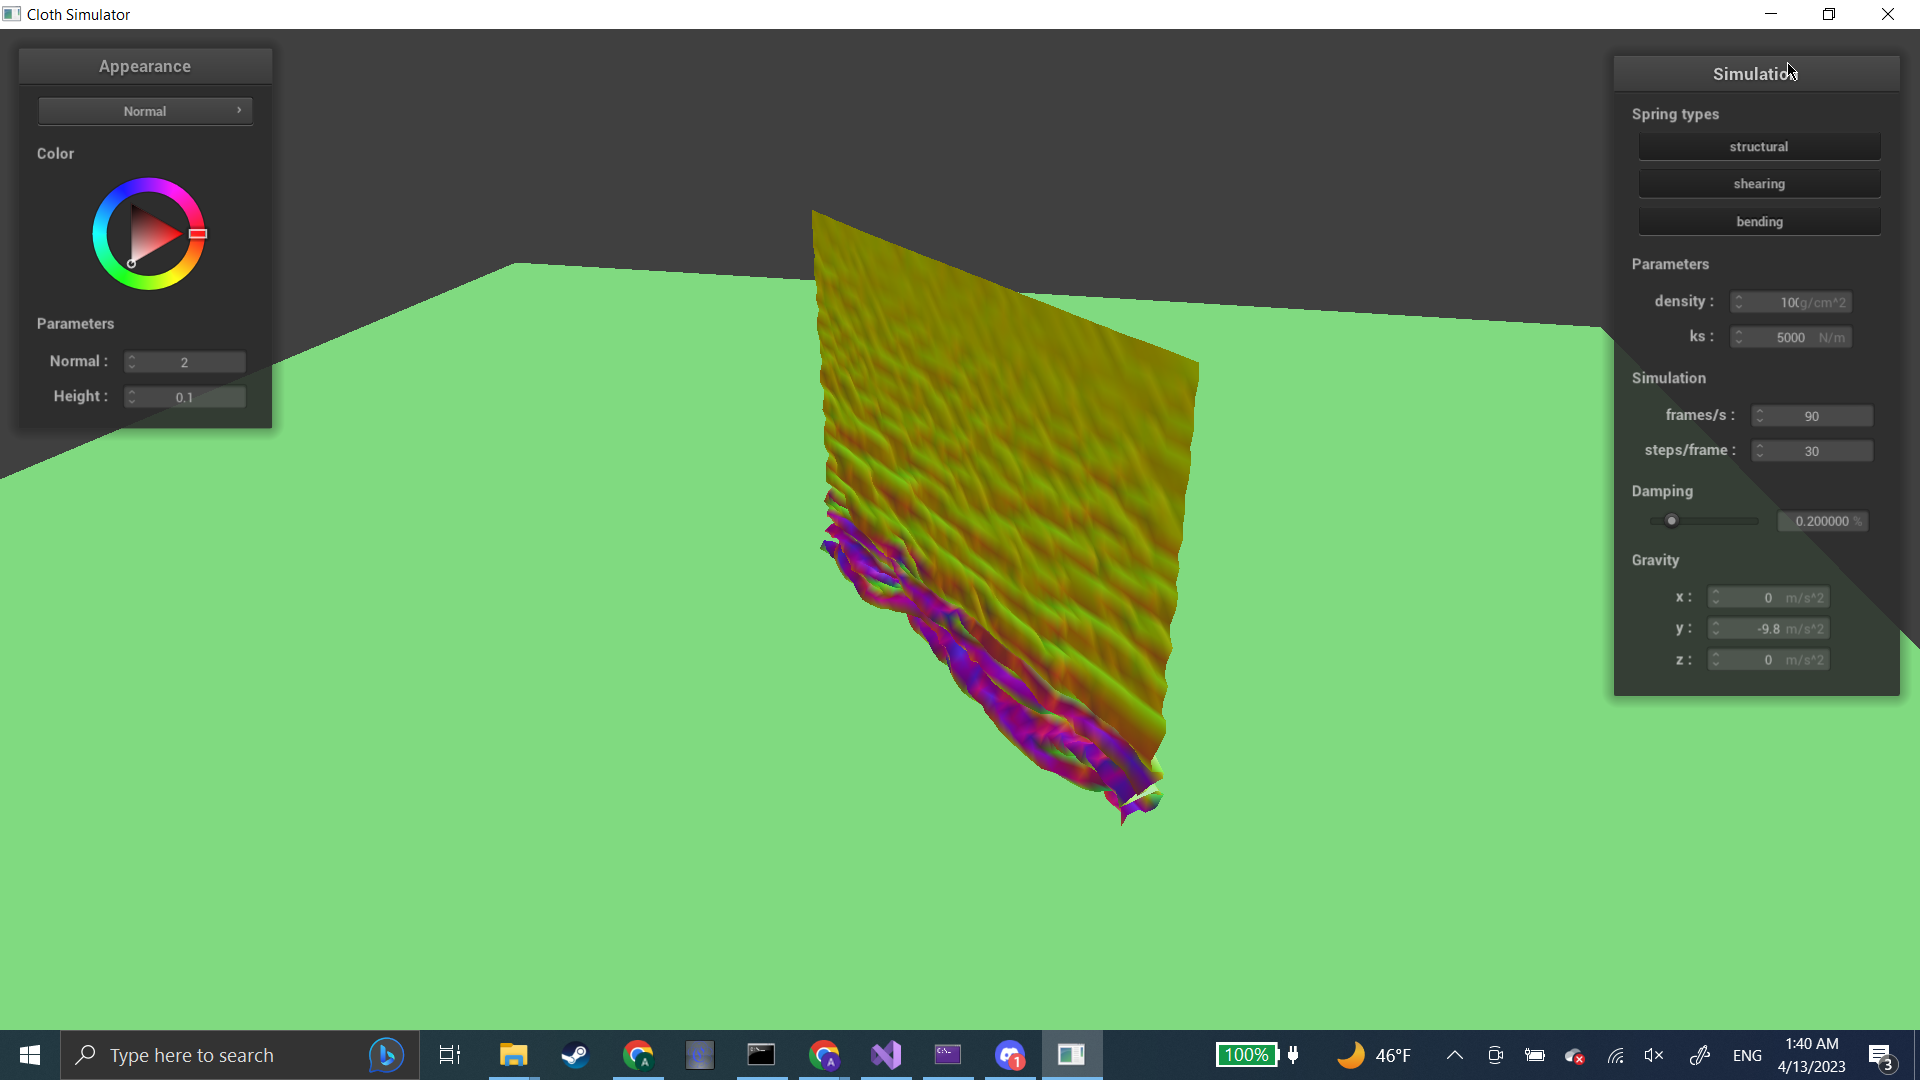 Cloth Simulator
Appearance
Normal
Color
Parameters
Normal : 2
Height : 0.1
Simulation
Spring types
structural
shearing
bending
Parameters
density : 100 g/cm^2
ks : 5000 N/m
Simulation
frames/s : 90
steps/frame : 30
Damping
0.200000 %
Gravity
x : 0 m/s^2
y : -9.8 m/s^2
z : 0 m/s^2
Type here to search
100%
46°F
ENG
1:40 AM
4/13/2023
1
3